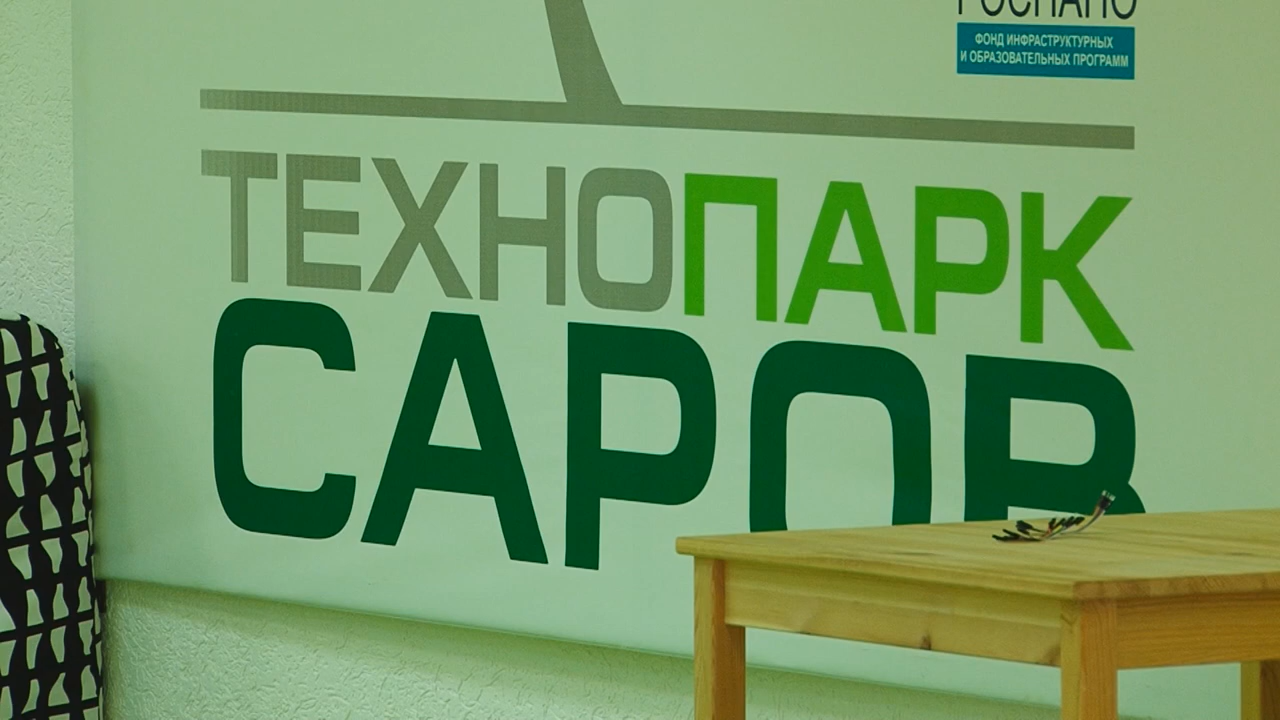 РОСНАНО
ФОНД ИНФРАСТРУКТУРНЫХ
И ОБРАЗОВАТЕЛЬНЫХ ПРОГРАММ
ТЕХНОПАРК
САРОВ